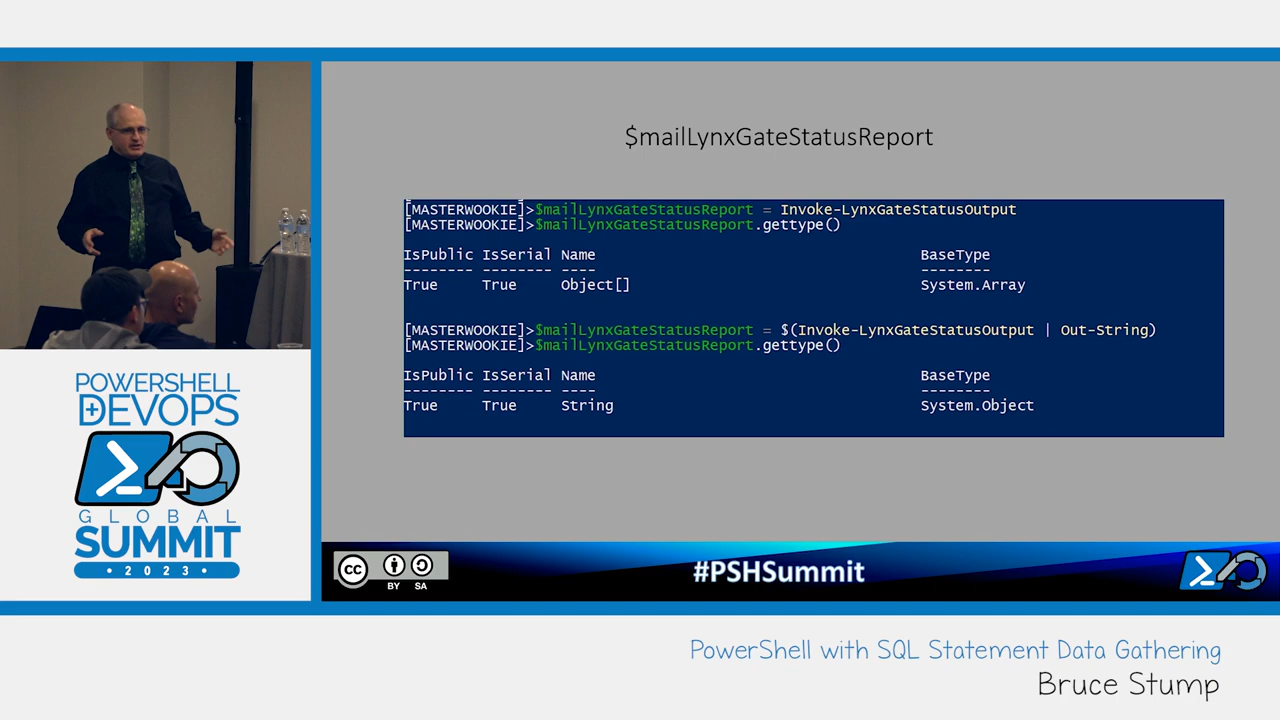 $mailLynxGateStatusReport
[MASTERWOOKIE]>$mailLynxGateStatusReport = Invoke-LynxGateStatusOutput
[MASTERWOOKIE]>$mailLynxGateStatusReport.gettype()
IsPublic IsSerial Name BaseType
-------- -------- ---- --------
True True Object[] System.Array
[MASTERWOOKIE]>$mailLynxGateStatusReport = $(Invoke-LynxGateStatusOutput | Out-String)
[MASTERWOOKIE]>$mailLynxGateStatusReport.gettype()
IsPublic IsSerial Name BaseType
-------- -------- ---- --------
True True String System.Object
POWERSHELL
+DEVOPS
GLOBAL
SUMMIT
• 2023 •
cc
BY SA
#PSHSummit
PowerShell with SQL Statement Data Gathering
Bruce Stump